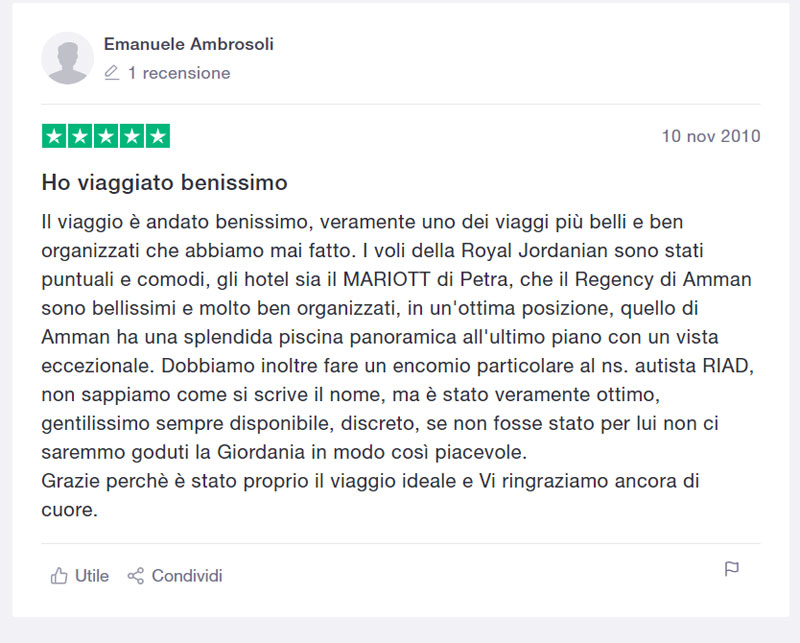 Emanuele Ambrosoli
1 recensione
10 nov 2010
Ho viaggiato benissimo
Il viaggio è andato benissimo, veramente uno dei viaggi più belli e ben
organizzati che abbiamo mai fatto. I voli della Royal Jordanian sono stati
puntuali e comodi, gli hotel sia il MARIOTT di Petra, che il Regency di Amman
sono bellissimi e molto ben organizzati, in un'ottima posizione, quello di
Amman ha una splendida piscina panoramica all'ultimo piano con un vista
eccezionale. Dobbiamo inoltre fare un encomio particolare al ns. autista RIAD,
non sappiamo come si scrive il nome, ma è stato veramente ottimo,
gentilissimo sempre disponibile, discreto, se non fosse stato per lui non ci
saremmo goduti la Giordania in modo così piacevole.
Grazie perchè è stato proprio il viaggio ideale e Vi ringraziamo ancora di
cuore.
Utile Condividi